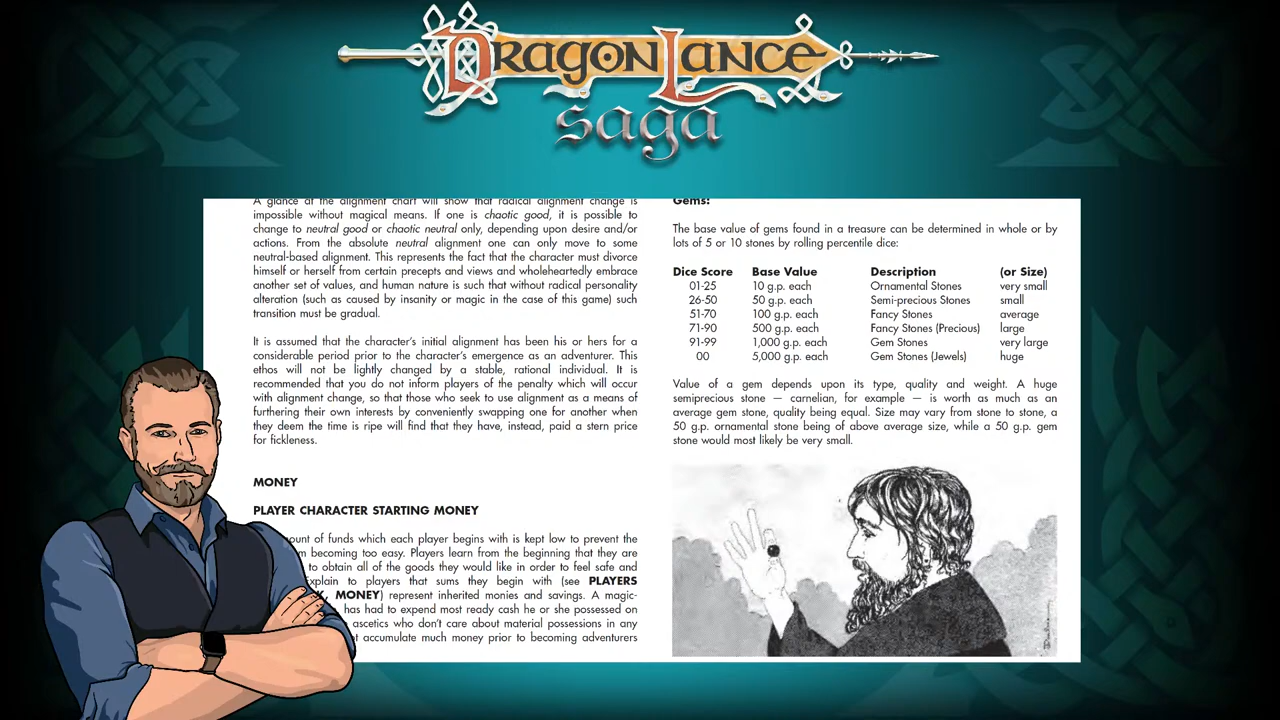 DRAGONLANCE
saga
A glance at the alignment chart will show that radical alignment change is
impossible without magical means. If one is chaotic good, it is possible to
change to neutral good or chaotic neutral only, depending upon desire and/or
actions. From the absolute neutral alignment one can only move to some
neutral-based alignment. This represents the fact that the character must divorce
himself or herself from certain precepts and views and wholeheartedly embrace
another set of values, and human nature is such that without radical personality
alteration (such as caused by insanity or magic in the case of this game) such
transition must be gradual.
It is assumed that the character's initial alignment has been his or hers for a
considerable period prior to the character's emergence as an adventurer. This
ethos will not be lightly changed by a stable, rational individual. It is
recommended that you do not inform players of the penalty which will occur
with alignment change, so that those who seek to use alignment as a means of
furthering their own interests by conveniently swapping one for another when
they deem the time is ripe will find that they have, instead, paid a stern price
for fickleness.
MONEY
PLAYER CHARACTER STARTING MONEY
of funds which each player begins with is kept low to prevent the
becoming too easy. Players learn from the beginning that they are
to obtain all of the goods they would like in order to feel safe and
to players that sums they begin with (see PLAYERS
MONEY) represent inherited monies and savings. A magic-
has had to expend most ready cash he or she possessed on
ascetics who don't care about material possessions in any
accumulate much money prior to becoming adventurers
Gems:
The base value of gems found in a treasure can be determined in whole or by
lots of 5 or 10 stones by rolling percentile dice:
Dice Score Base Value Description (or Size)
01-25 10 g.p. each Ornamental Stones very small
26-50 50 g.p. each Semi-precious Stones small
51-70 100 g.p. each Fancy Stones average
71-90 500 g.p. each Fancy Stones (Precious) large
91-99 1,000 g.p. each Gem Stones very large
00 5,000 g.p. each Gem Stones (Jewels) huge
Value of a gem depends upon its type, quality and weight. A huge
semiprecious stone — carnelian, for example — is worth as much as an
average gem stone, quality being equal. Size may vary from stone to stone, a
50 g.p. ornamental stone being of above average size, while a 50 g.p. gem
stone would most likely be very small.